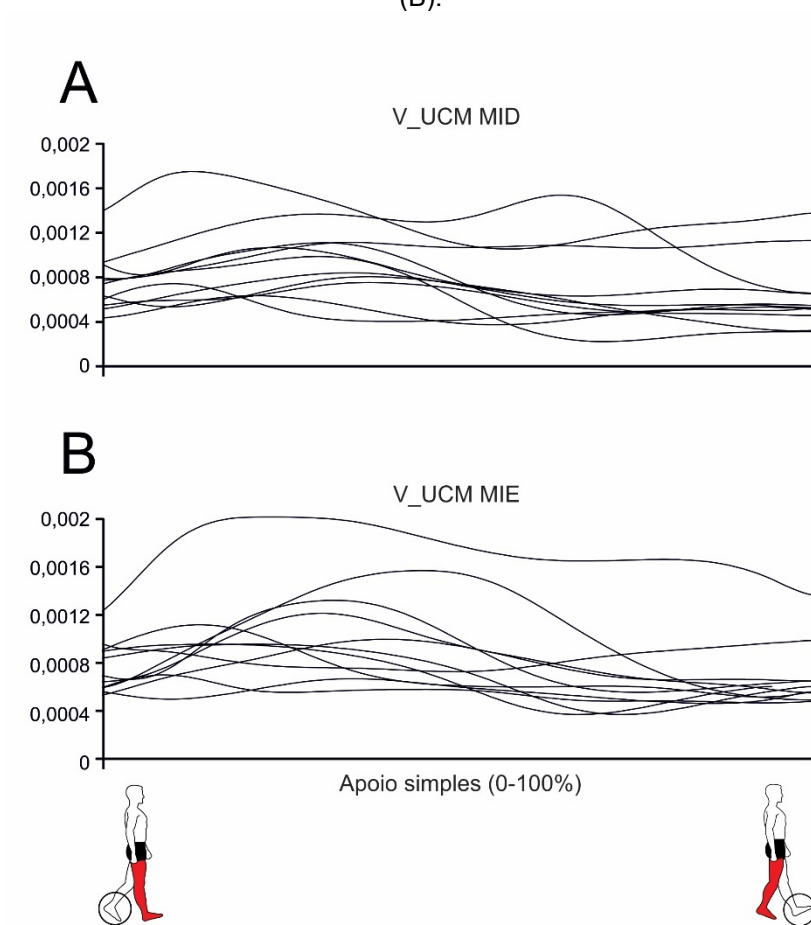 (B).
A
V_UCM MID
0,002
0,0016
0,0012
0,0008
0,0004
0
B
V_UCM MIE
0,002
0,0016
0,0012
0,0008
0,0004
0
Apoio simples (0-100%)